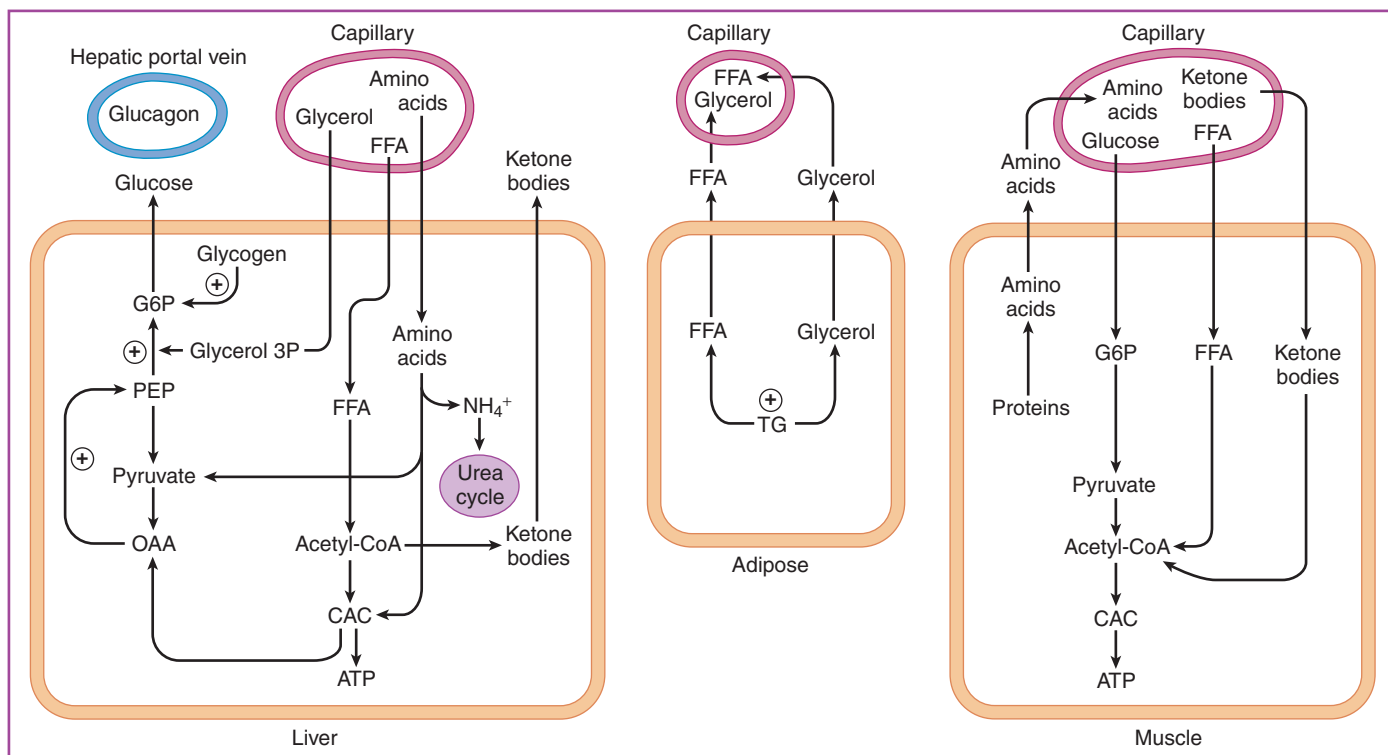 Hepatic portal vein
Glucagon
Capillary
Amino
acids
Glycerol
FFA
Glucose
Ketone
bodies
Glycogen
+
G6P
+
Glycerol 3P
Amino
acids
PEP
FFA
NH₄⁺
+
Pyruvate
Urea
cycle
OAA
Acetyl-CoA
Ketone
bodies
CAC
ATP
Liver
Capillary
FFA
Glycerol
FFA
Glycerol
FFA
Glycerol
+
TG
Adipose
Capillary
Amino
acids
Ketone
bodies
Glucose
FFA
Amino
acids
Amino
acids
G6P
FFA
Ketone
bodies
Proteins
Pyruvate
Acetyl-CoA
CAC
ATP
Muscle